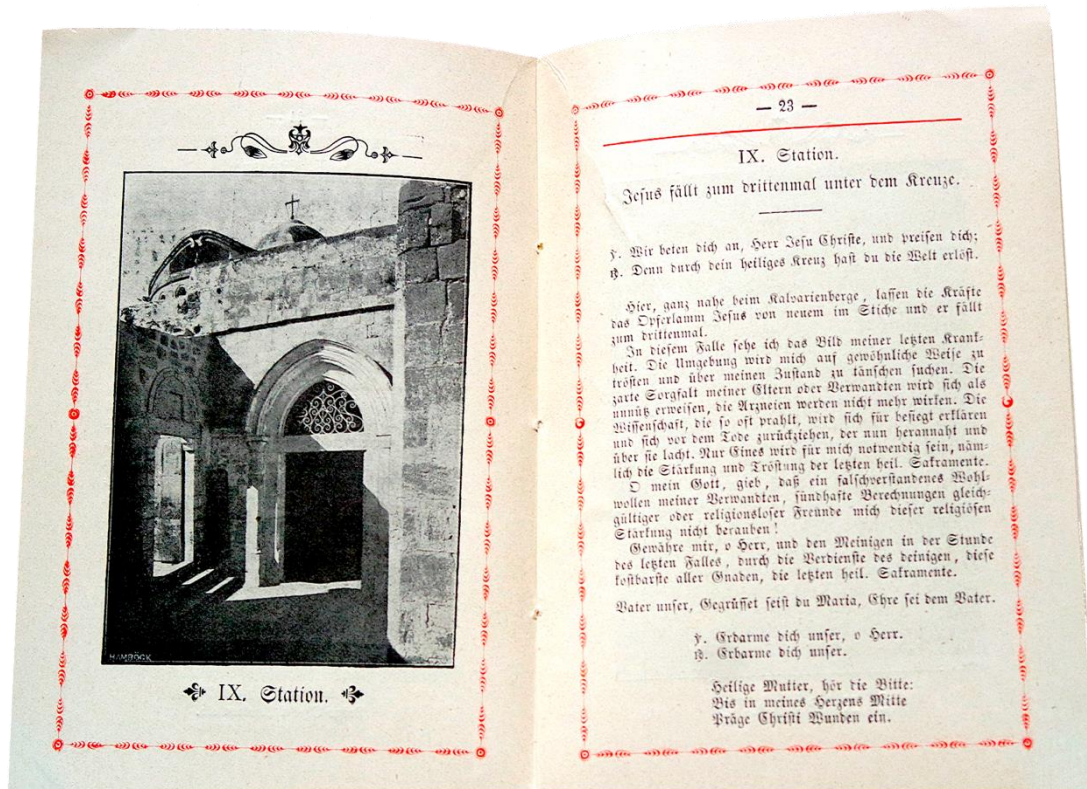 HAMBÖCK
IX. Station.
— 23 —
IX. Station.
Jesus fällt zum drittenmal unter dem Kreuze.
℣. Wir beten dich an, Herr Jesu Christe, und preisen dich;
℟. Denn durch dein heiliges Kreuz hast du die Welt erlöst.
Hier, ganz nahe beim Kalvarienberge, lassen die Kräfte
das Opferlamm Jesus von neuem im Stiche und er fällt
zum drittenmal.
In diesem Falle sehe ich das Bild meiner letzten Krank-
heit. Die Umgebung wird mich auf gewöhnliche Weise zu
trösten und über meinen Zustand zu täuschen suchen. Die
zarte Sorgfalt meiner Eltern oder Verwandten wird sich als
unnütz erweisen, die Arzneien werden nicht mehr wirken. Die
Wissenschaft, die so oft prahlt, wird sich für besiegt erklären
und sich vor dem Tode zurückziehen, der nun herannaht und
über sie lacht. Nur Eines wird für mich notwendig sein, näm-
lich die Stärkung und Tröstung der letzten heil. Sakramente.
O mein Gott, gieb, daß ein falschverstandenes Wohl-
wollen meiner Verwandten, sündhafte Berechnungen gleich-
gültiger oder religionsloser Freunde mich dieser religiösen
Stärkung nicht berauben!
Gewähre mir, o Herr, und den Meinigen in der Stunde
des letzten Falles, durch die Verdienste des deinigen, diese
kostbarste aller Gnaden, die letzten heil. Sakramente.
Vater unser, Gegrüsset seist du Maria, Ehre sei dem Vater.
℣. Erbarme dich unser, o Herr.
℟. Erbarme dich unser.
Heilige Mutter, hör die Bitte:
Bis in meines Herzens Mitte
Präge Christi Wunden ein.